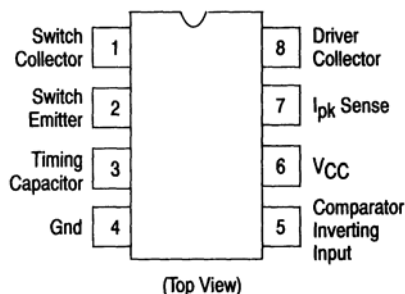 Switch
Collector
1
8
Driver
Collector
Switch
Emitter
2
7
Ipk Sense
Timing
Capacitor
3
6
VCC
Gnd
4
5
Comparator
Inverting
Input
(Top View)